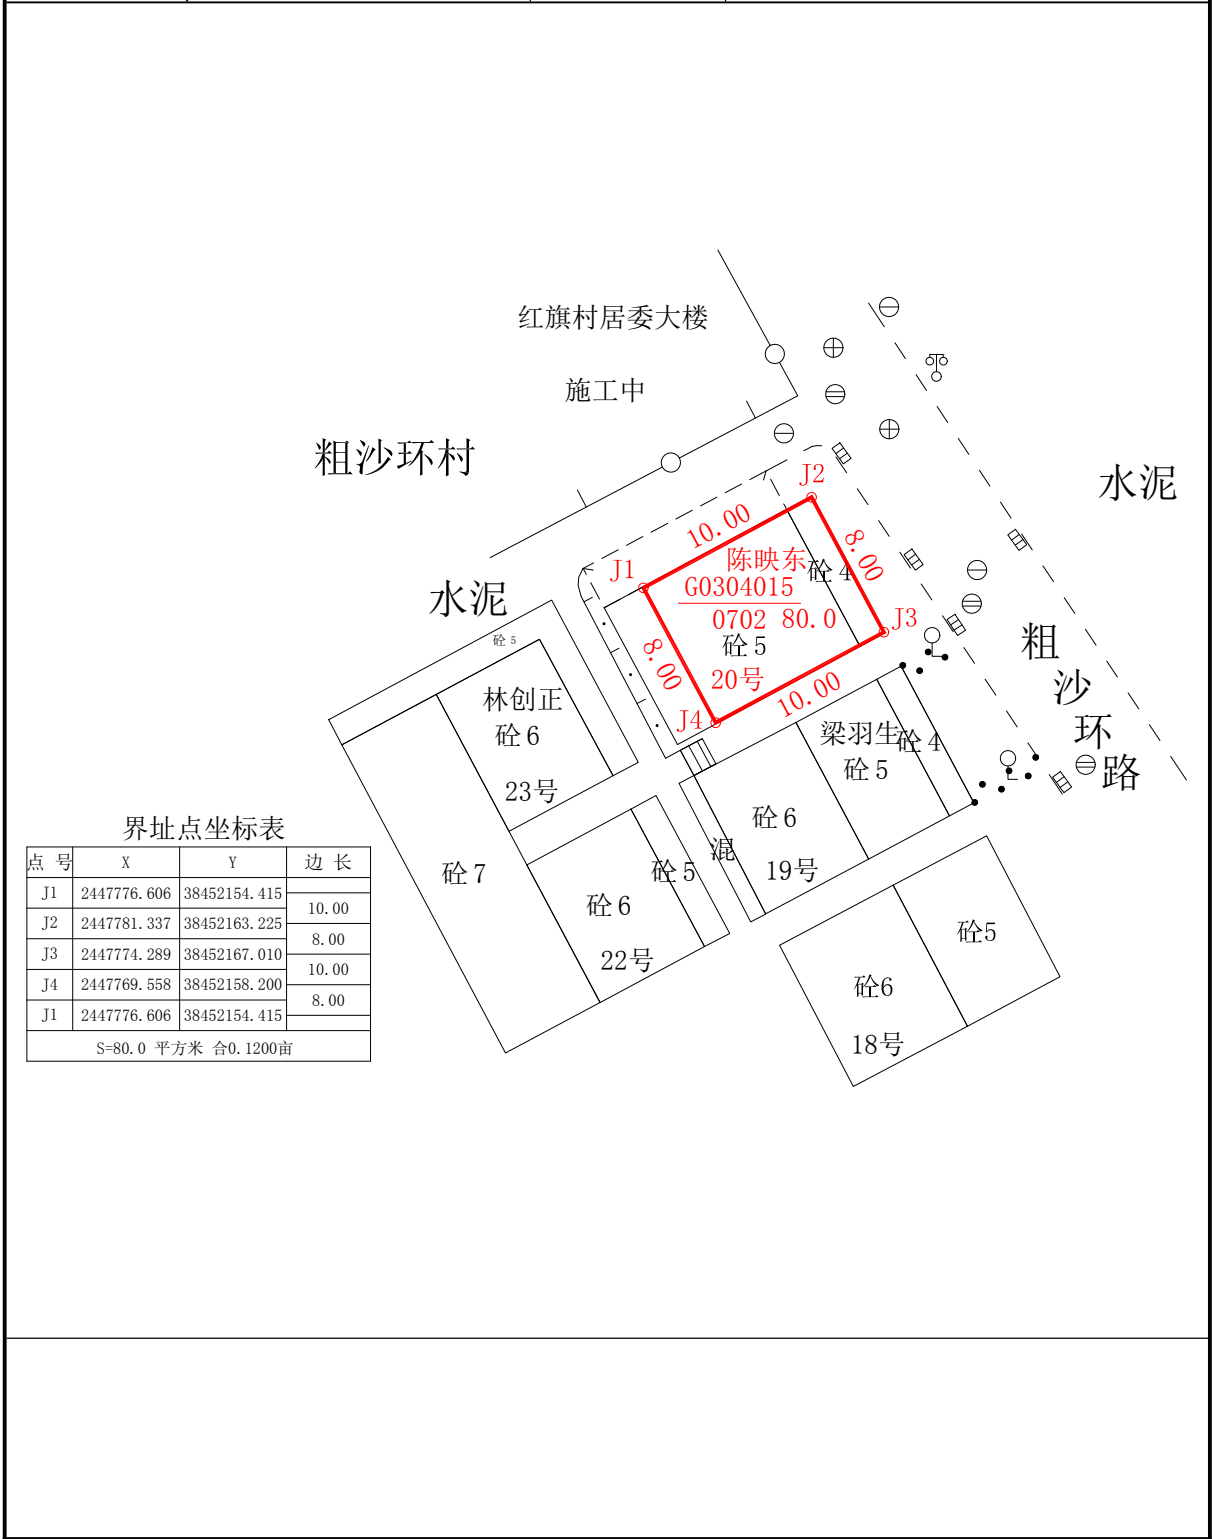 红旗村居委大楼
施工中
粗沙环村
水泥
J2
10.00
8.00
陈映东
砼4
J1
G0304015
0702 80.0
水泥
J3
砼5
砼5
8.00
20号
10.00
J4
粗
沙
环
路
林创正
砼6
23号
梁羽生
砼4
砼5
砼6
混
19号
砼7
砼5
砼6
22号
砼5
砼6
18号
界址点坐标表
点 号 X Y 边 长
J1 2447776.606 38452154.415
10.00
J2 2447781.337 38452163.225
8.00
J3 2447774.289 38452167.010
10.00
J4 2447769.558 38452158.200
8.00
J1 2447776.606 38452154.415
S=80.0 平方米 合0.1200亩